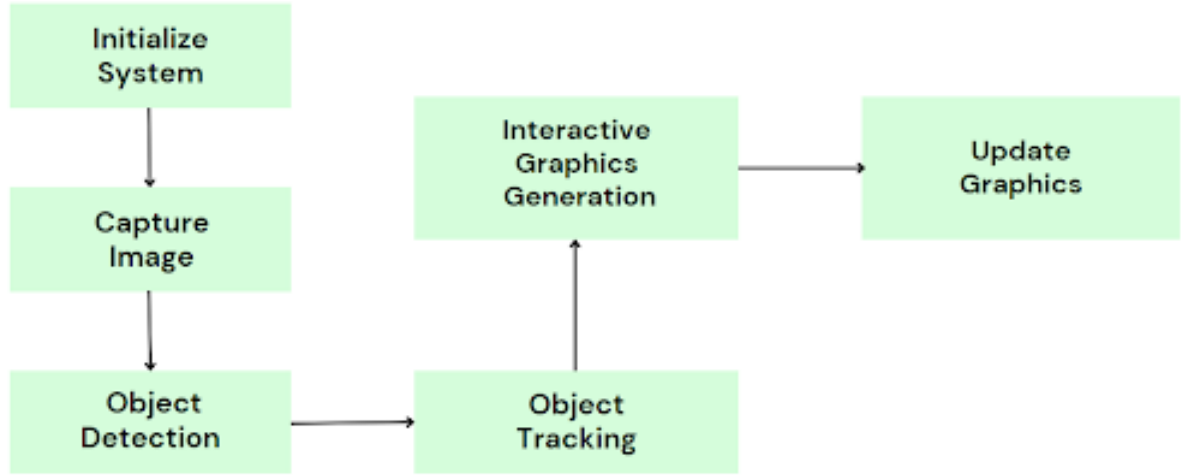 Initialize
System
Capture
Image
Object
Detection
Object
Tracking
Interactive
Graphics
Generation
Update
Graphics